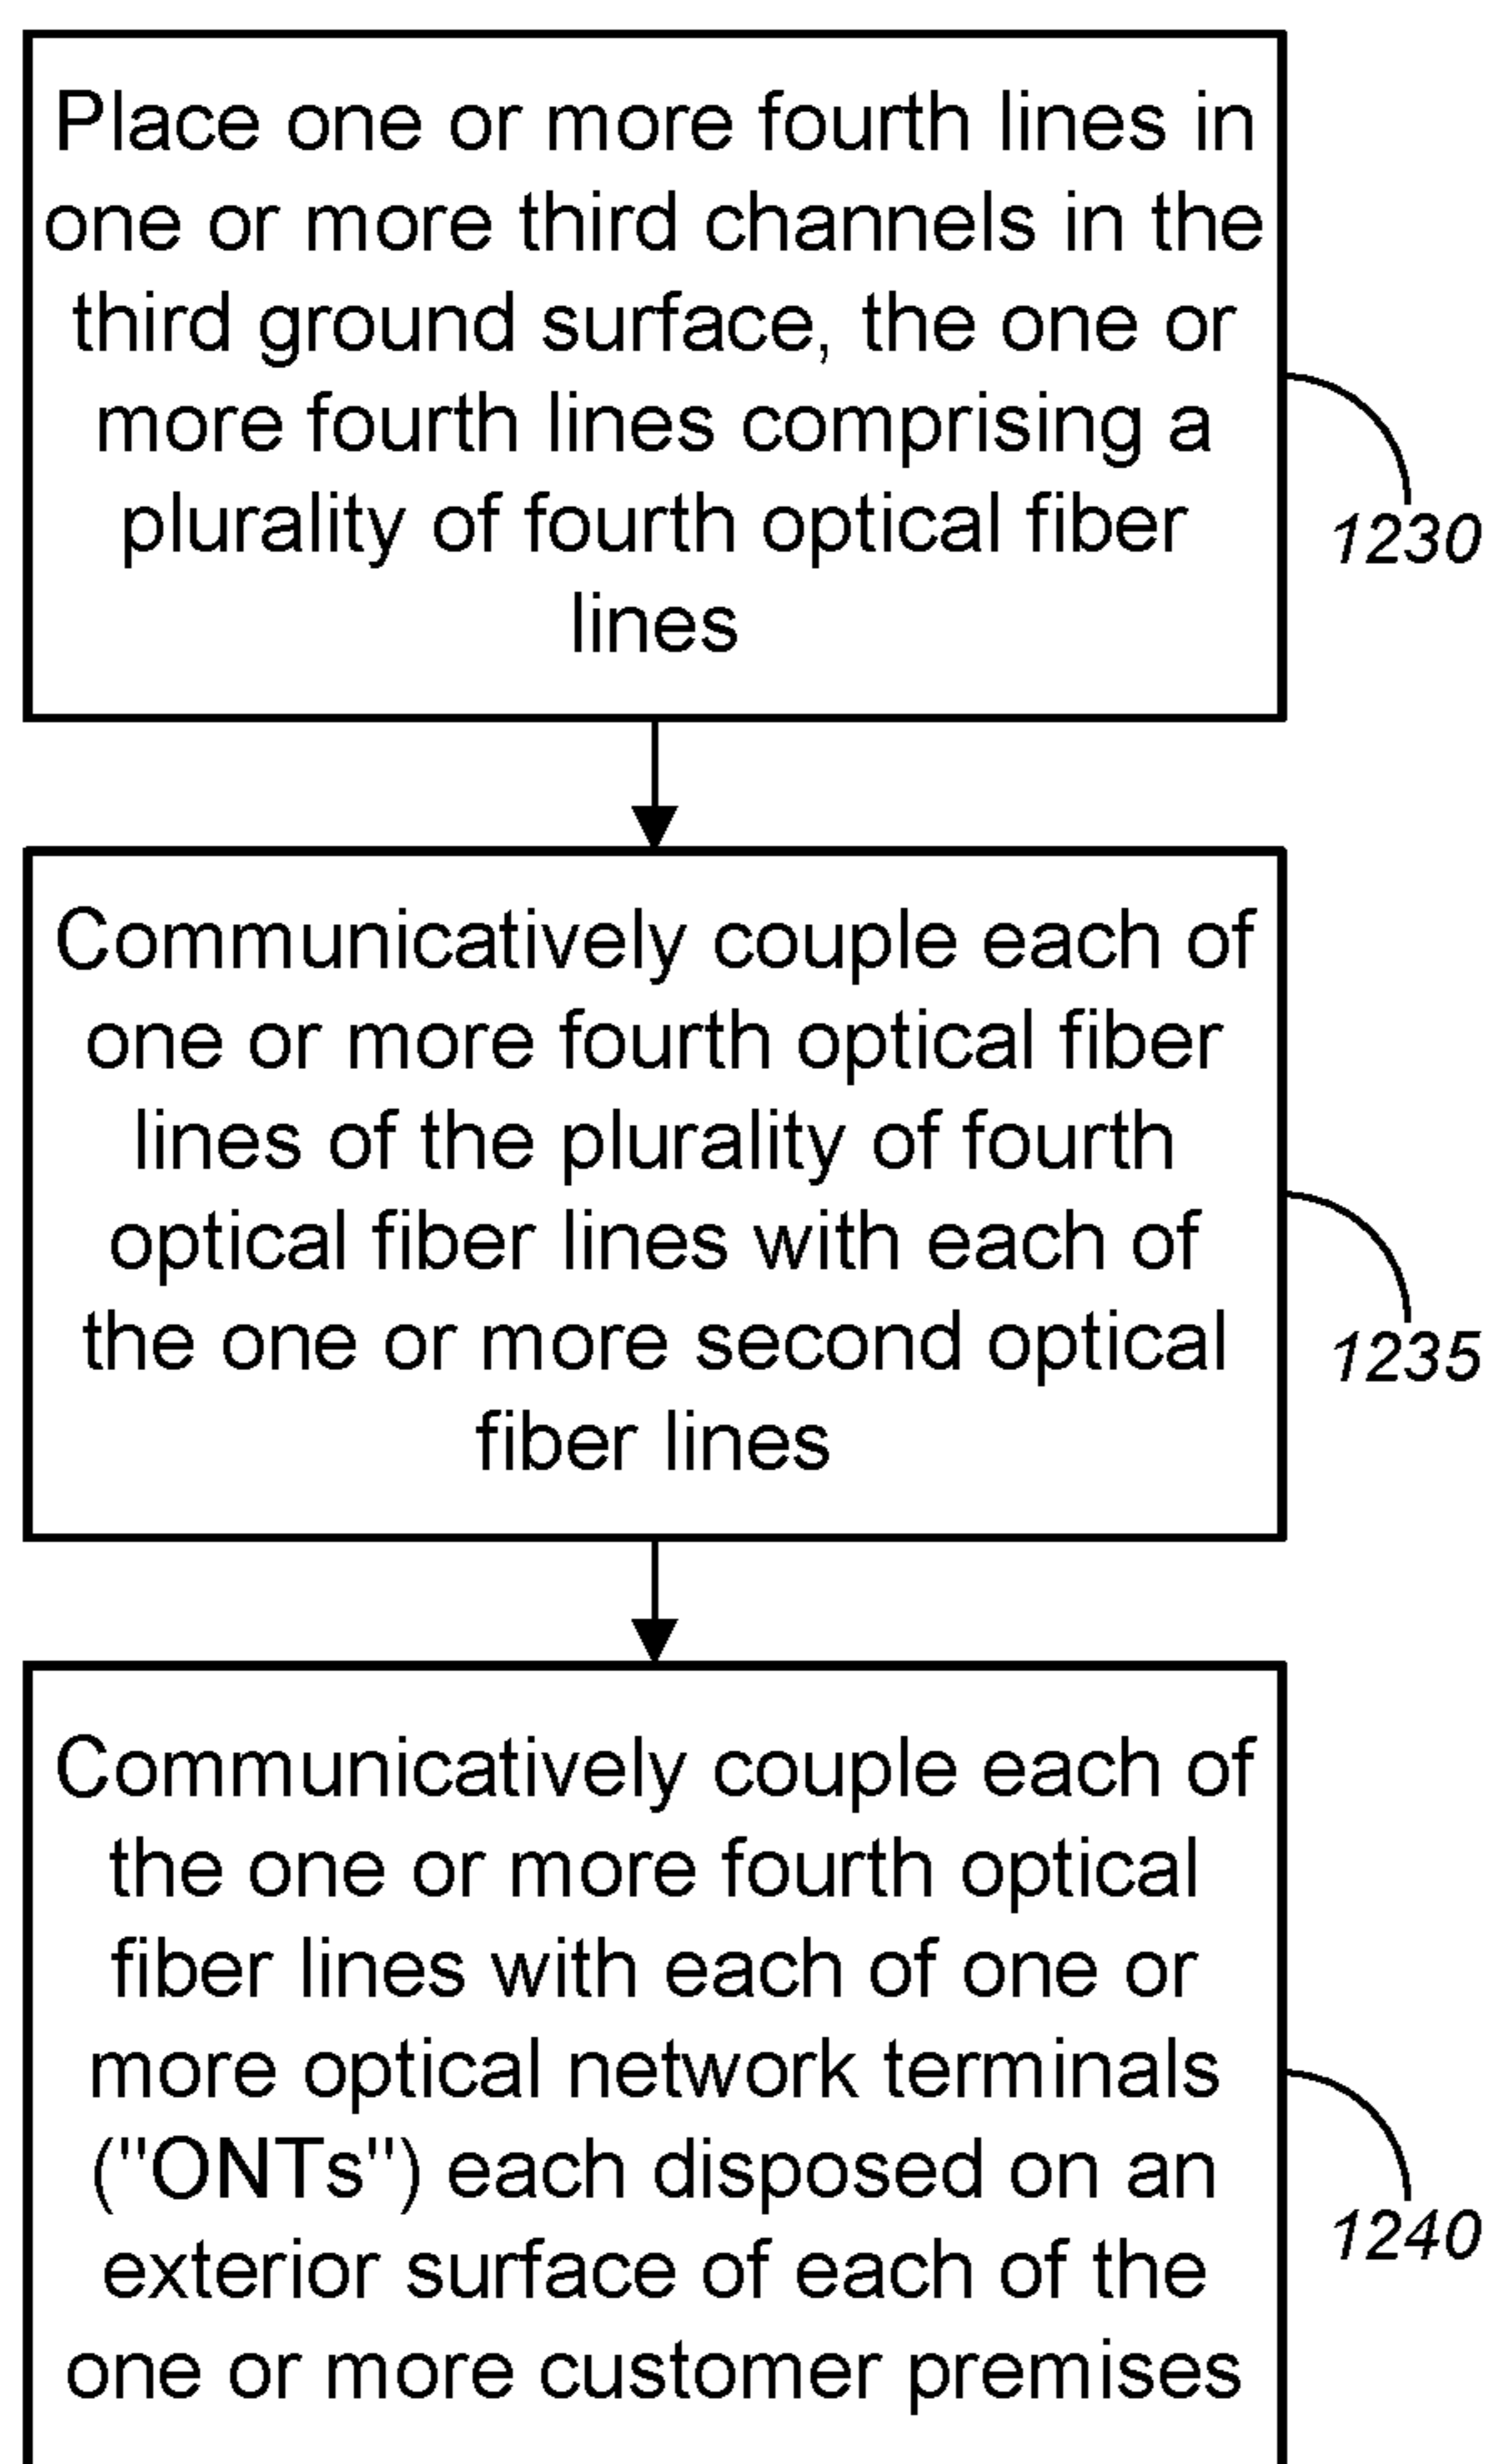 Place one or more fourth lines in
one or more third channels in the
third ground surface, the one or
more fourth lines comprising a
plurality of fourth optical fiber
lines
1230
Communicatively couple each of
one or more fourth optical fiber
lines of the plurality of fourth
optical fiber lines with each of
the one or more second optical
fiber lines
1235
Communicatively couple each of
the one or more fourth optical
fiber lines with each of one or
more optical network terminals
("ONTs") each disposed on an
exterior surface of each of the
one or more customer premises
1240